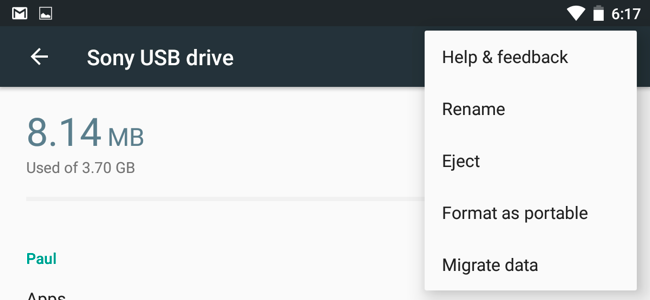 6:17
Sony USB drive
8.14 MB
Used of 3.70 GB
Paul
Apps
Help & feedback
Rename
Eject
Format as portable
Migrate data